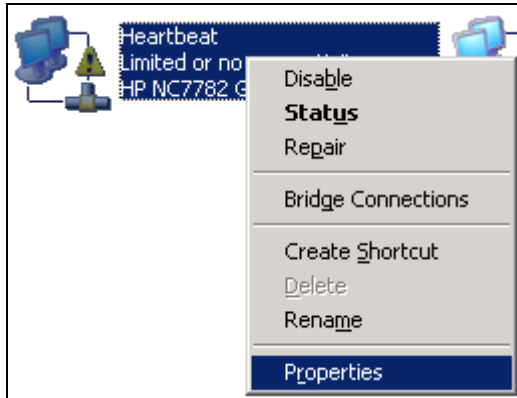 Heartbeat
Limited or no
HP NC7782 G
Disable
Status
Repair
Bridge Connections
Create Shortcut
Delete
Rename
Properties